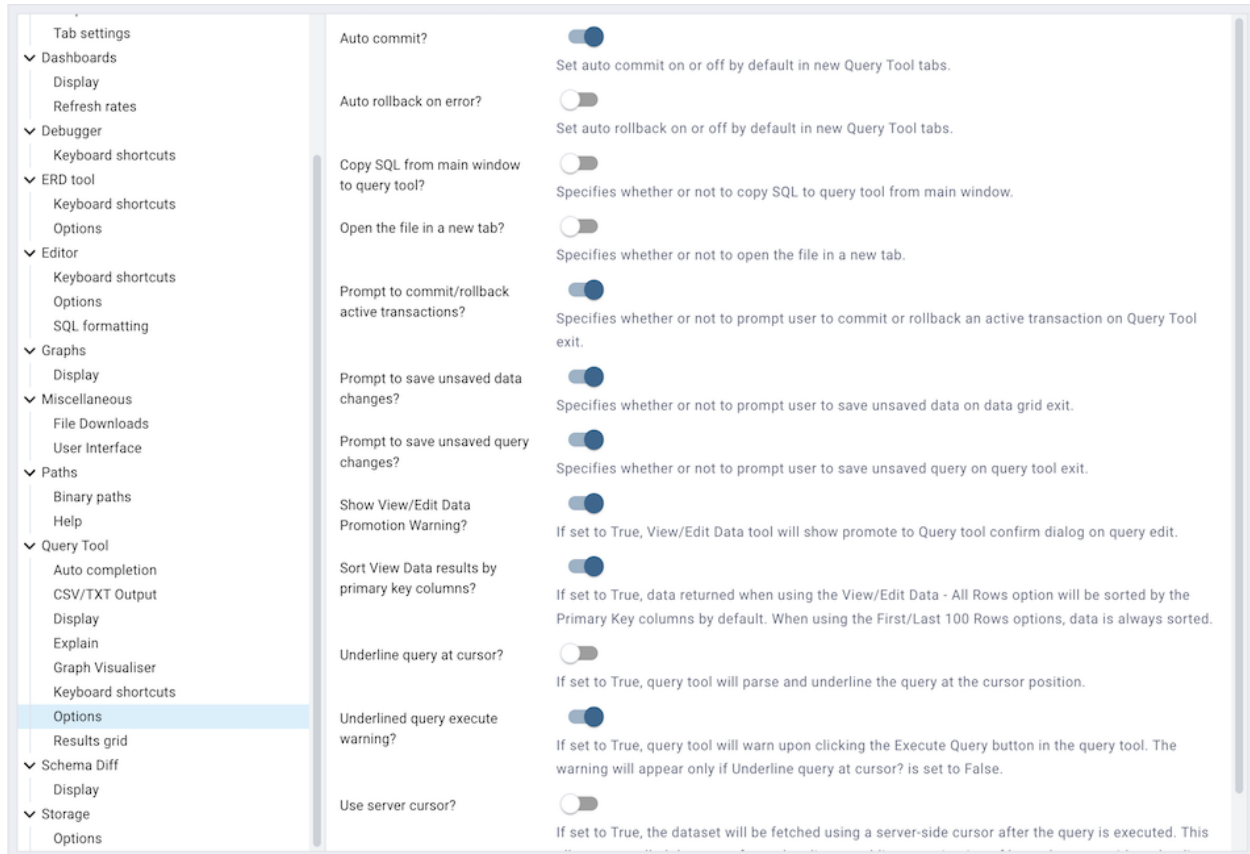 Tab settings
Dashboards
Display
Refresh rates
Debugger
Keyboard shortcuts
ERD tool
Keyboard shortcuts
Options
Editor
Keyboard shortcuts
Options
SQL formatting
Graphs
Display
Miscellaneous
File Downloads
User Interface
Paths
Binary paths
Help
Query Tool
Auto completion
CSV/TXT Output
Display
Explain
Graph Visualiser
Keyboard shortcuts
Options
Results grid
Schema Diff
Display
Storage
Options
Auto commit?
Set auto commit on or off by default in new Query Tool tabs.
Auto rollback on error?
Set auto rollback on or off by default in new Query Tool tabs.
Copy SQL from main window
to query tool?
Specifies whether or not to copy SQL to query tool from main window.
Open the file in a new tab?
Specifies whether or not to open the file in a new tab.
Prompt to commit/rollback
active transactions?
Specifies whether or not to prompt user to commit or rollback an active transaction on Query Tool
exit.
Prompt to save unsaved data
changes?
Specifies whether or not to prompt user to save unsaved data on data grid exit.
Prompt to save unsaved query
changes?
Specifies whether or not to prompt user to save unsaved query on query tool exit.
Show View/Edit Data
Promotion Warning?
If set to True, View/Edit Data tool will show promote to Query tool confirm dialog on query edit.
Sort View Data results by
primary key columns?
If set to True, data returned when using the View/Edit Data - All Rows option will be sorted by the
Primary Key columns by default. When using the First/Last 100 Rows options, data is always sorted.
Underline query at cursor?
If set to True, query tool will parse and underline the query at the cursor position.
Underlined query execute
warning?
If set to True, query tool will warn upon clicking the Execute Query button in the query tool. The
warning will appear only if Underline query at cursor? is set to False.
Use server cursor?
If set to True, the dataset will be fetched using a server-side cursor after the query is executed. This